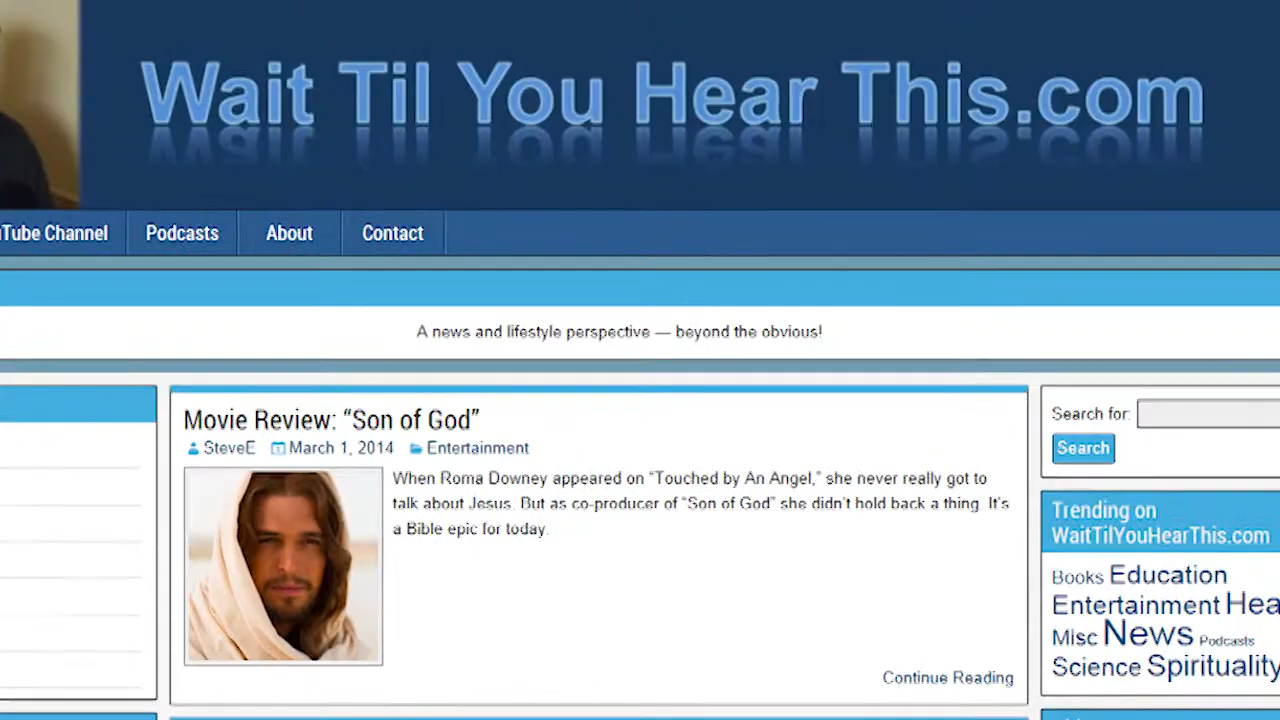 Wait Til You Hear This.com
Tube Channel
Podcasts
About
Contact
A news and lifestyle perspective — beyond the obvious!
Movie Review: “Son of God”
SteveE March 1, 2014 Entertainment
When Roma Downey appeared on “Touched by An Angel,” she never really got to
talk about Jesus. But as co-producer of “Son of God” she didn’t hold back a thing. It’s
a Bible epic for today.
Continue Reading
Search for:
Search
Trending on
WaitTilYouHearThis.com
Books Education
Entertainment Hea
Misc News Podcasts
Science Spirituality